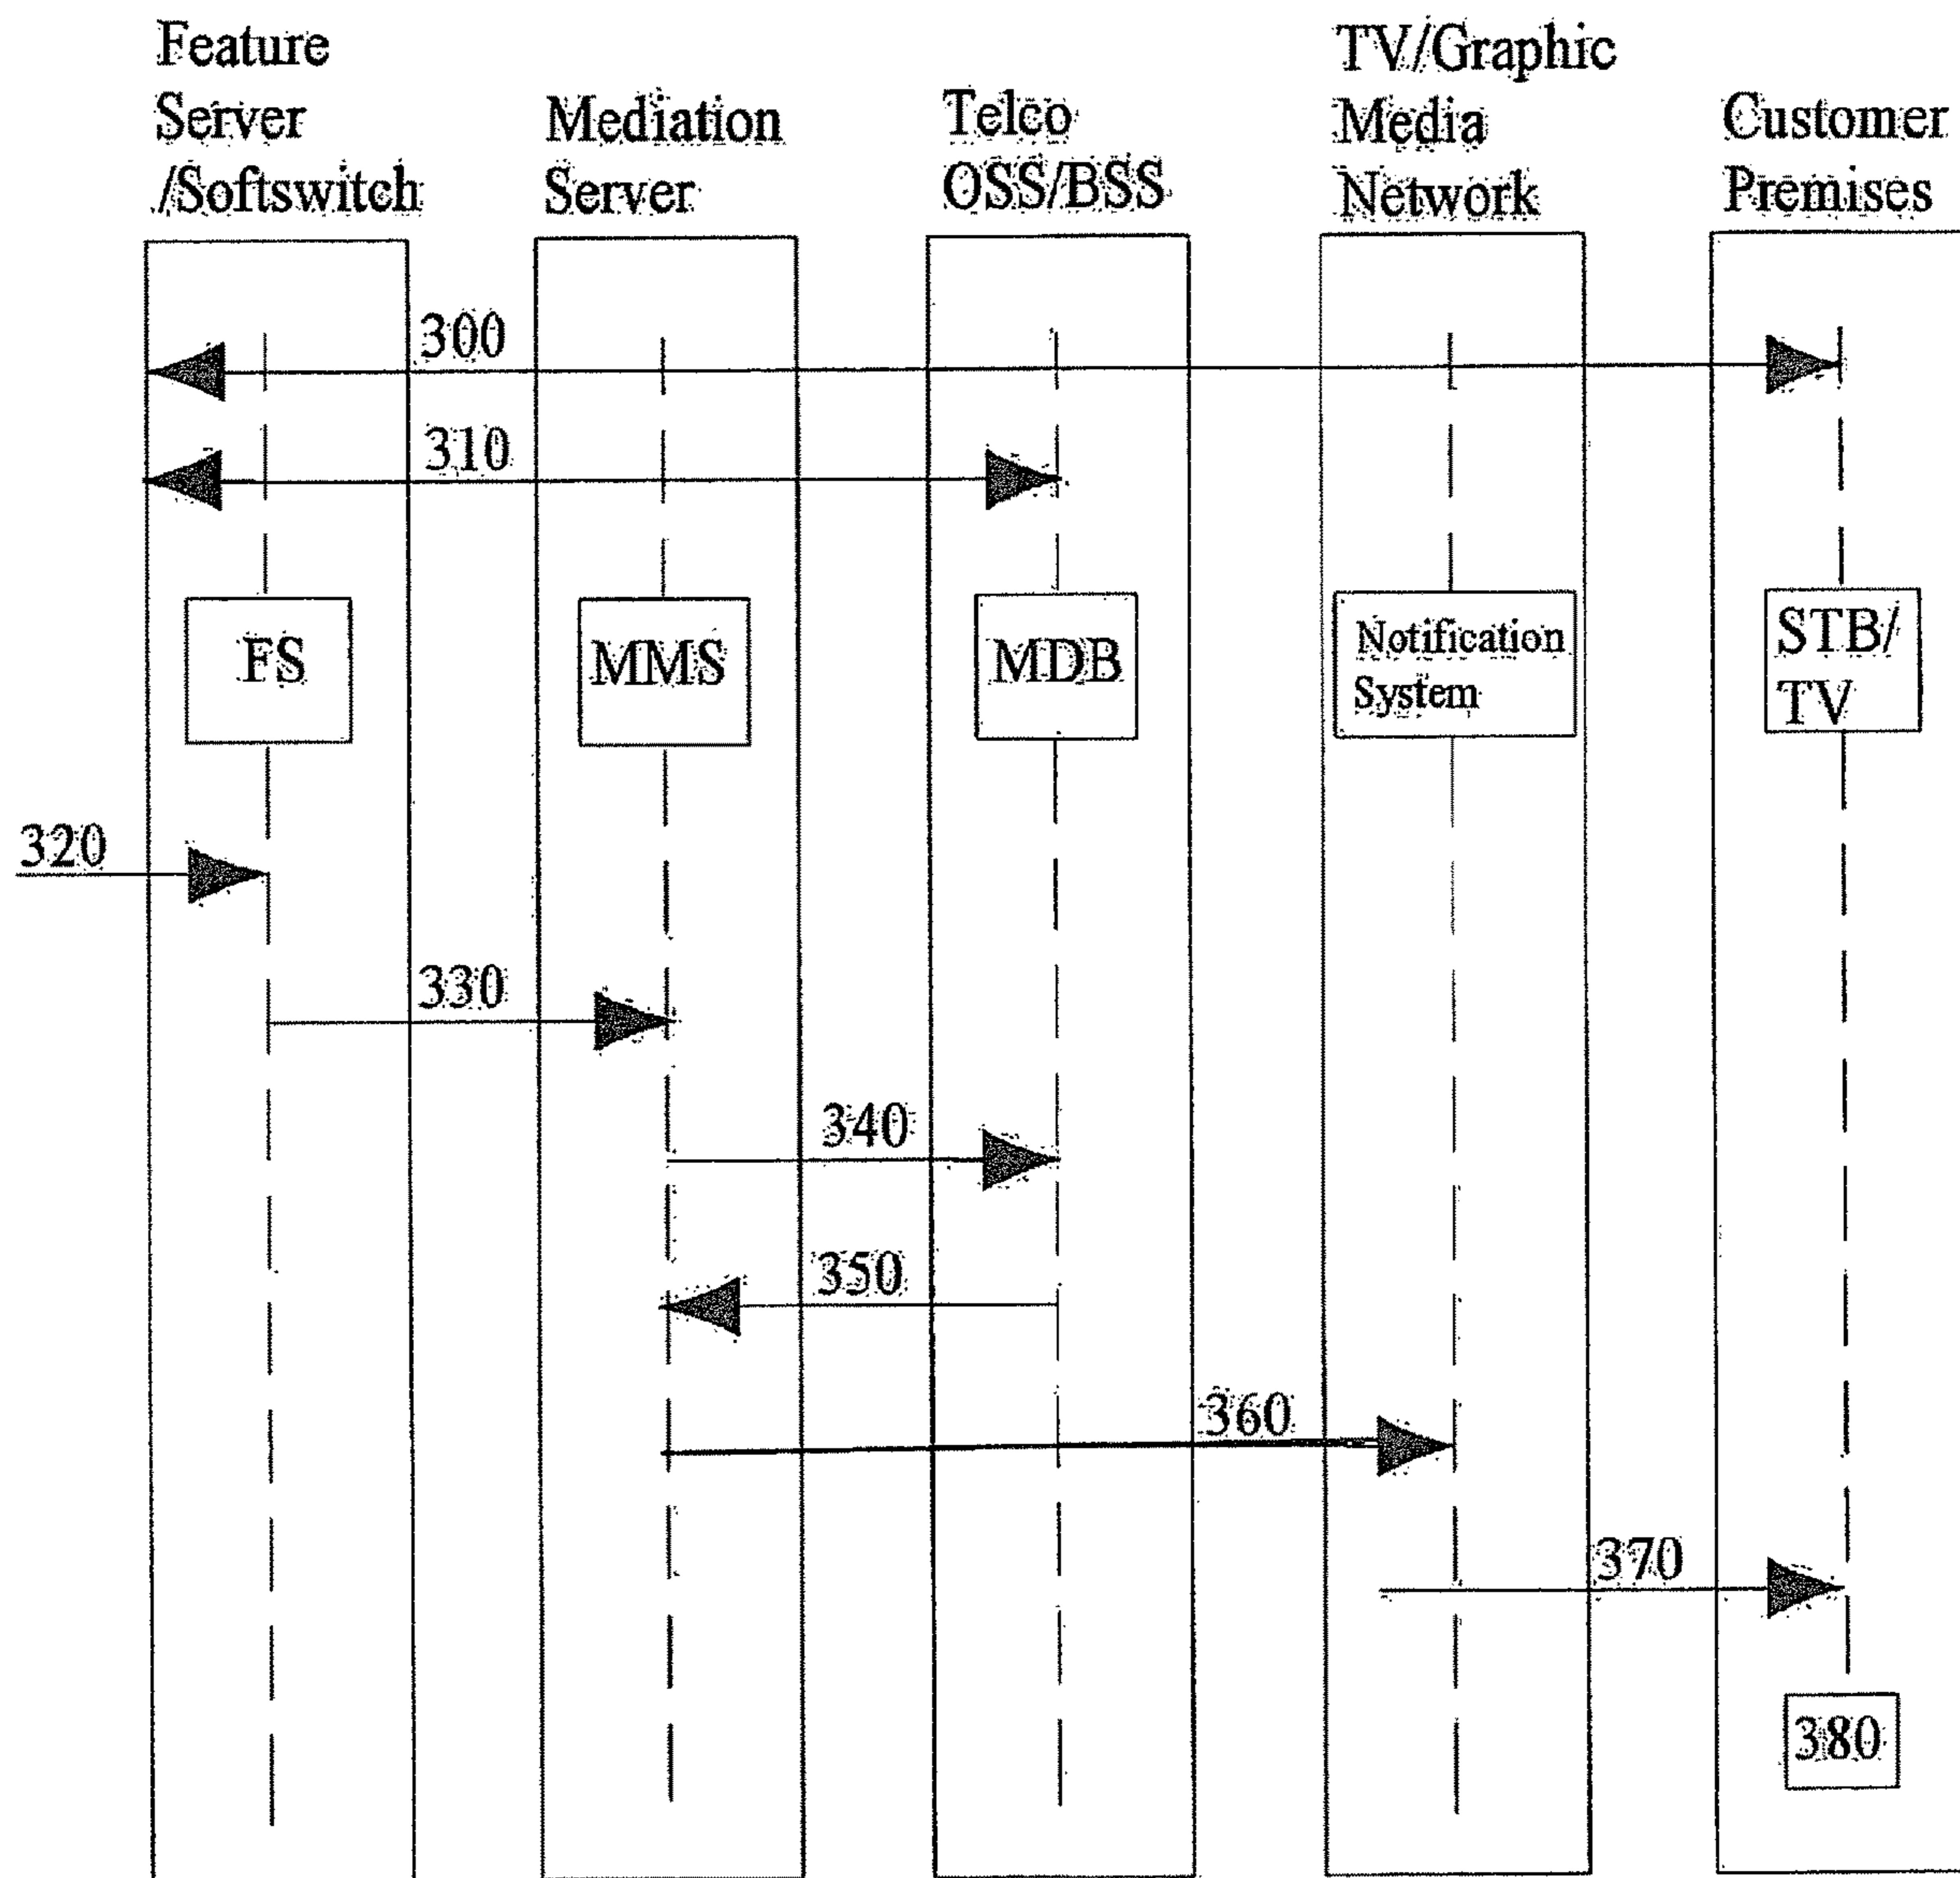 Feature
Server
/Softswitch
Mediation
Server
Telco
OSS/BSS
TV/Graphic
Media
Network
Customer
Premises
300
310
FS
MMS
MDB
Notification
System
STB/
TV
320
330
340
350
360
370
380